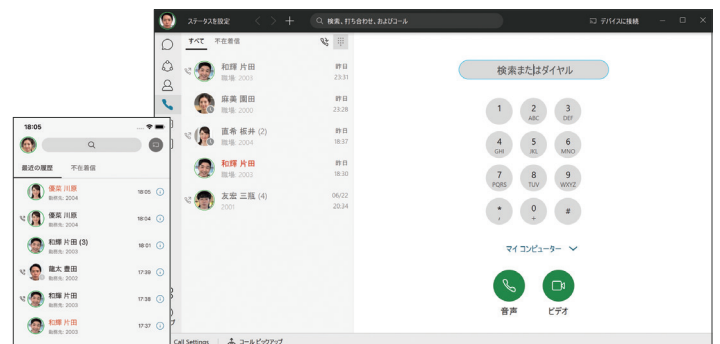 ステータスを設定
検索、打ち合わせ、およびコール
デバイスに接続
すべて 不在着信
和輝 片田 昨日
職場: 2003 23:31
麻美 園田 昨日
職場: 2000 23:28
直希 板井 (2) 昨日
職場: 2004 18:37
和輝 片田 昨日
職場: 2003 18:30
友宏 三瓶 (4) 06/22
2001 20:34
検索またはダイヤル
1 2 3
ABC DEF
4 5 6
GHI JKL MNO
7 8 9
PQRS TUV WXYZ
* 0 #
, +
マイ コンピューター
音声 ビデオ
Call Settings コール ピックアップ
プ
18:05
最近の履歴 不在着信
優菜 川原 18:05
勤務先: 2004
優菜 川原 18:04
勤務先: 2004
和輝 片田 (3) 18:01
勤務先: 2003
龍太 豊田 17:39
勤務先: 2002
和輝 片田 17:38
勤務先: 2003
和輝 片田 17:37
勤務先: 2003